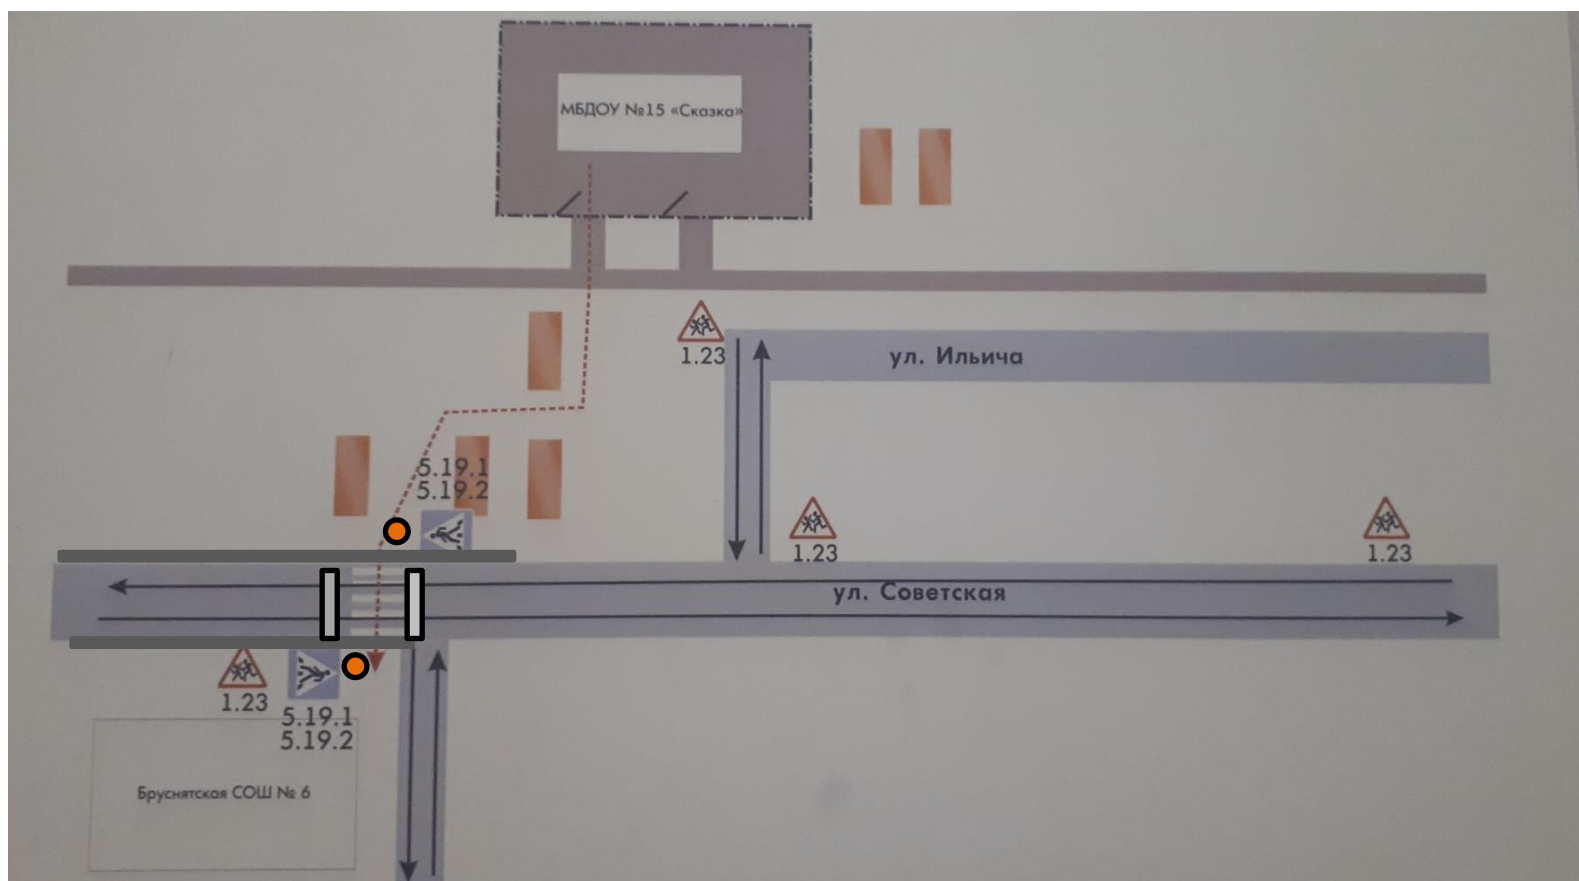 МБДОУ №15 «Сказка»
1.23
ул. Ильича
5.19.1
5.19.2
1.23
1.23
ул. Советская
1.23
5.19.1
5.19.2
Бруснятская СОШ № 6